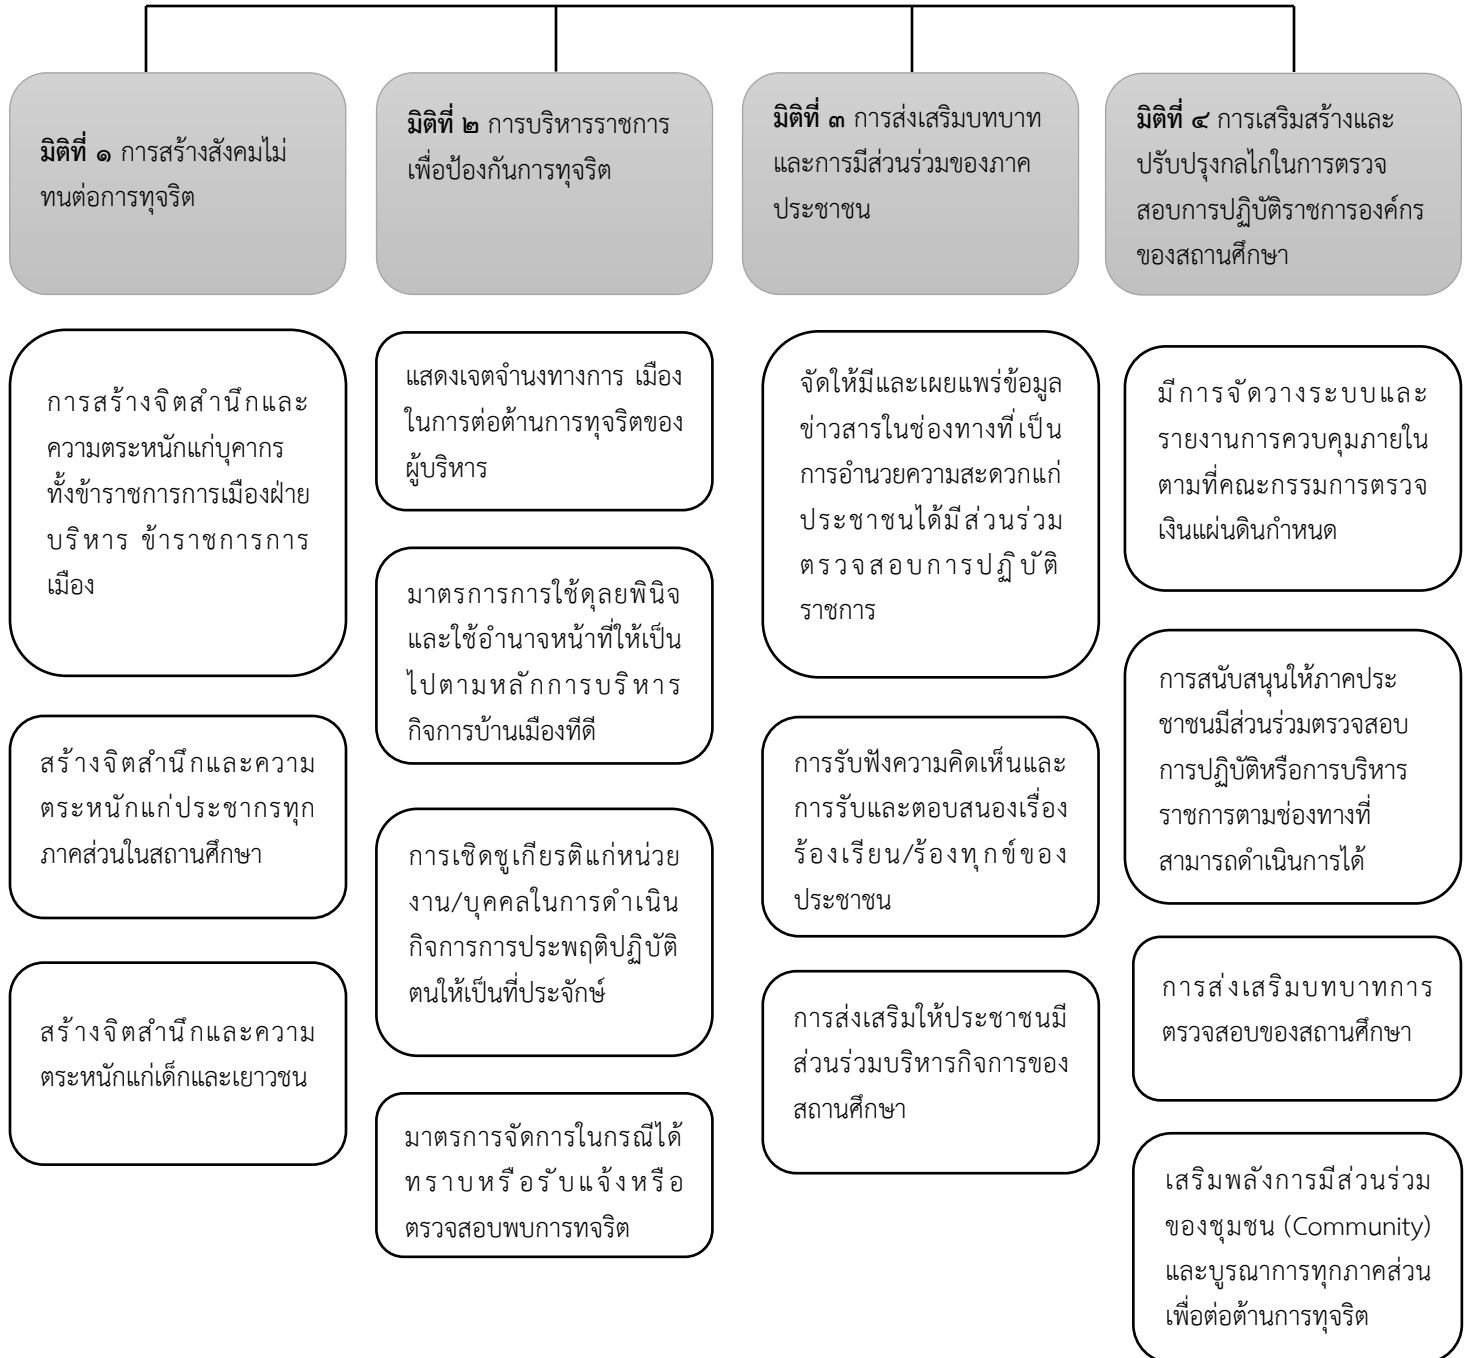 มิติที่ ๑ การสร้างสังคมไม่
ทนต่อการทุจริต
มิติที่ ๒ การบริหารราชการ
เพื่อป้องกันการทุจริต
มิติที่ ๓ การส่งเสริมบทบาท
และการมีส่วนร่วมของภาค
ประชาชน
มิติที่ ๔ การเสริมสร้างและ
ปรับปรุงกลไกในการตรวจ
สอบการปฏิบัติราชการองค์กร
ของสถานศึกษา
การสร้างจิตสำนึกและ
ความตระหนักแก่บุคากร
ทั้งข้าราชการการเมืองฝ่าย
บริหาร ข้าราชการการ
เมือง
สร้างจิตสำนึกและความ
ตระหนักแก่ประชากรทุก
ภาคส่วนในสถานศึกษา
สร้างจิตสำนึกและความ
ตระหนักแก่เด็กและเยาวชน
แสดงเจตจำนงทางการ เมือง
ในการต่อต้านการทุจริตของ
ผู้บริหาร
มาตรการการใช้ดุลยพินิจ
และใช้อำนาจหน้าที่ให้เป็น
ไปตามหลักการบริหาร
กิจการบ้านเมืองทีดี
การเชิดชูเกียรติแก่หน่วย
งาน/บุคคลในการดำเนิน
กิจการการประพฤติปฏิบัติ
ตนให้เป็นที่ประจักษ์
มาตรการจัดการในกรณีได้
ทราบหรือรับแจ้งหรือ
ตรวจสอบพบการทจริต
จัดให้มีและเผยแพร่ข้อมูล
ข่าวสารในช่องทางที่เป็น
การอำนวยความสะดวกแก่
ประชาชนได้มีส่วนร่วม
ตรวจสอบการปฏิบัติ
ราชการ
การรับฟังความคิดเห็นและ
การรับและตอบสนองเรื่อง
ร้องเรียน/ร้องทุกข์ของ
ประชาชน
การส่งเสริมให้ประชาชนมี
ส่วนร่วมบริหารกิจการของ
สถานศึกษา
มีการจัดวางระบบและ
รายงานการควบคุมภายใน
ตามที่คณะกรรมการตรวจ
เงินแผ่นดินกำหนด
การสนับสนุนให้ภาคประ
ชาชนมีส่วนร่วมตรวจสอบ
การปฏิบัติหรือการบริหาร
ราชการตามช่องทางที่
สามารถดำเนินการได้
การส่งเสริมบทบาทการ
ตรวจสอบของสถานศึกษา
เสริมพลังการมีส่วนร่วม
ของชุมชน (Community)
และบูรณาการทุกภาคส่วน
เพื่อต่อต้านการทุจริต